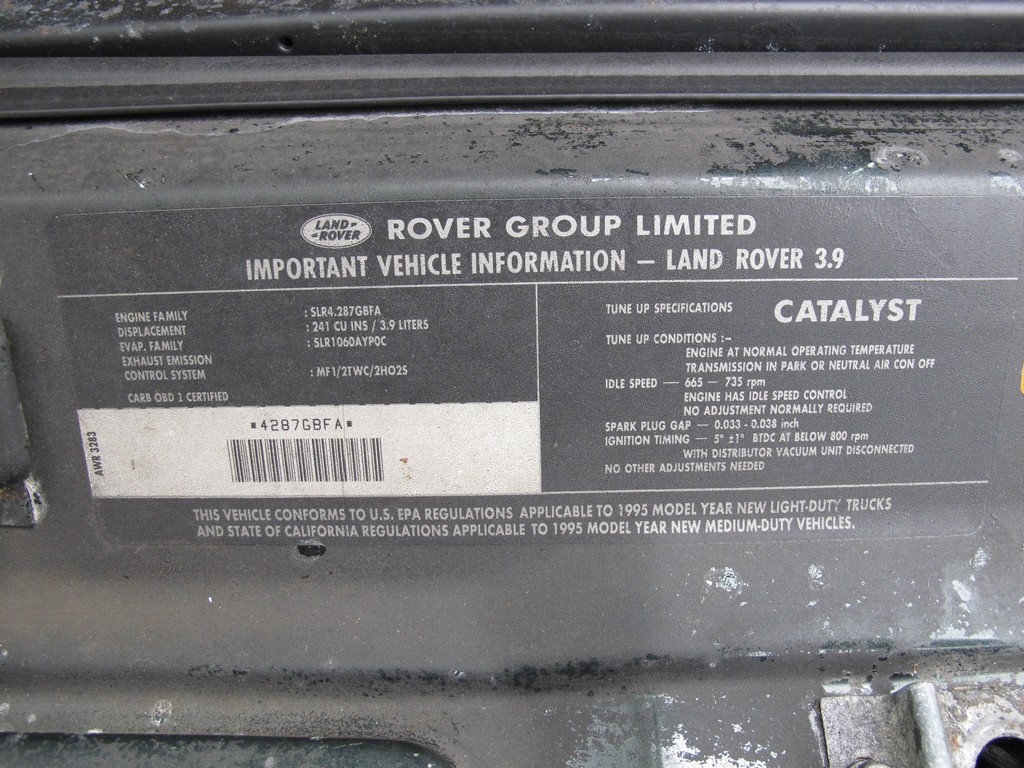 LAND-
-ROVER
ROVER GROUP LIMITED
IMPORTANT VEHICLE INFORMATION – LAND ROVER 3.9
ENGINE FAMILY : SLR4.287GBFA
DISPLACEMENT : 241 CU INS / 3.9 LITERS
EVAP. FAMILY : SLR1060AYP0C
EXHAUST EMISSION
CONTROL SYSTEM : MF1/2TWC/2HO2S
CARB OBD 1 CERTIFIED
*4287GBFA*
AWR 3283
TUNE UP SPECIFICATIONS CATALYST
TUNE UP CONDITIONS :–
ENGINE AT NORMAL OPERATING TEMPERATURE
TRANSMISSION IN PARK OR NEUTRAL AIR CON OFF
IDLE SPEED — 665 — 735 rpm
ENGINE HAS IDLE SPEED CONTROL
NO ADJUSTMENT NORMALLY REQUIRED
SPARK PLUG GAP — 0.033 - 0.038 inch
IGNITION TIMING — 5° ±1° BTDC AT BELOW 800 rpm
WITH DISTRIBUTOR VACUUM UNIT DISCONNECTED
NO OTHER ADJUSTMENTS NEEDED
THIS VEHICLE CONFORMS TO U.S. EPA REGULATIONS APPLICABLE TO 1995 MODEL YEAR NEW LIGHT-DUTY TRUCKS
AND STATE OF CALIFORNIA REGULATIONS APPLICABLE TO 1995 MODEL YEAR NEW MEDIUM-DUTY VEHICLES.